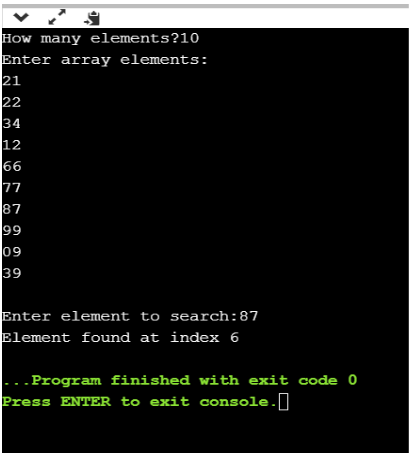 How many elements?10
Enter array elements:
21
22
34
12
66
77
87
99
09
39
Enter element to search:87
Element found at index 6
...Program finished with exit code 0
Press ENTER to exit console.